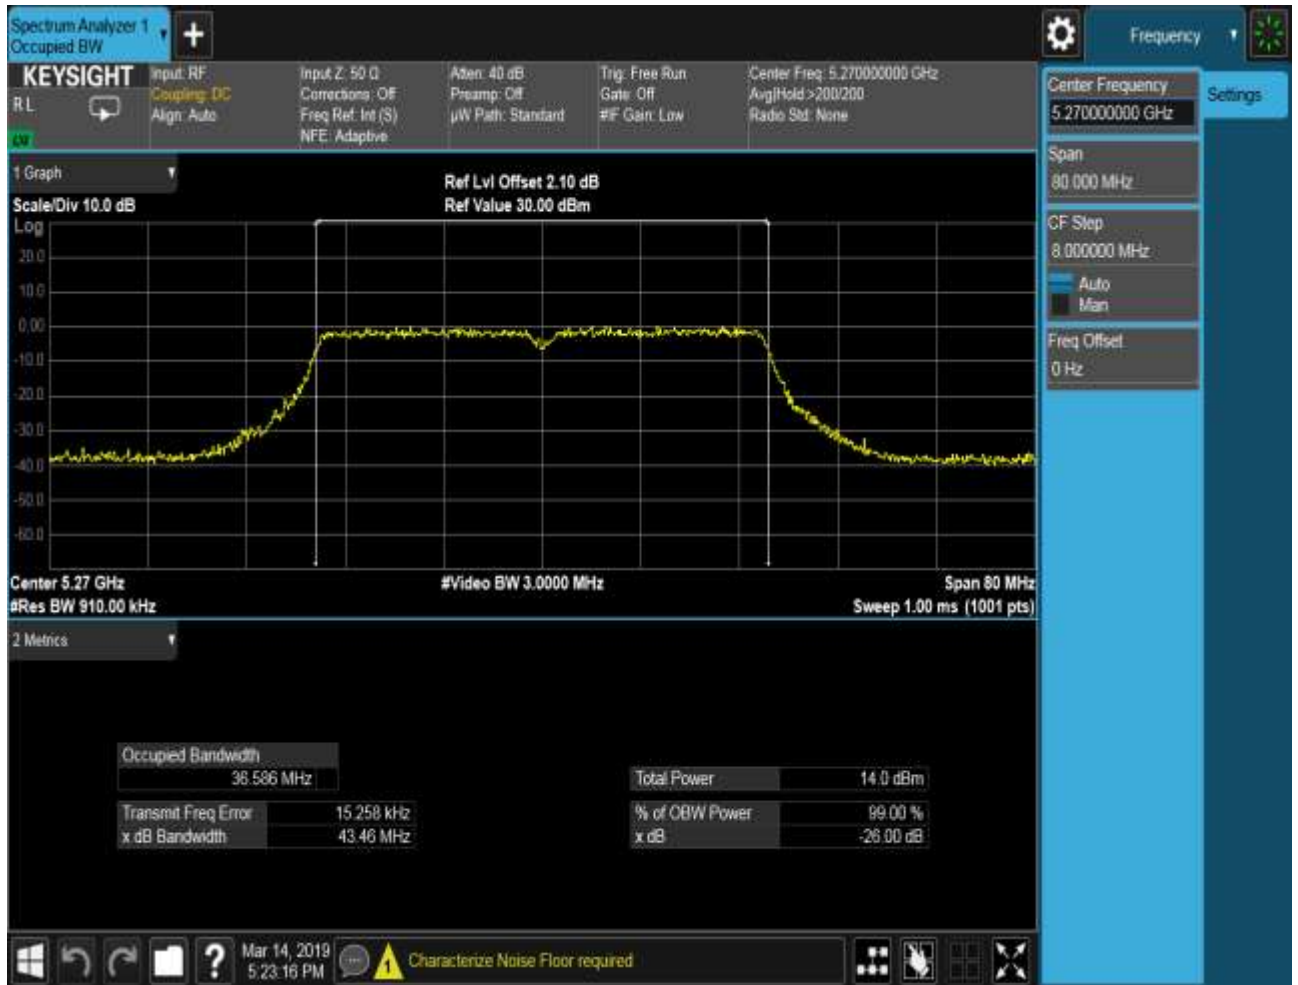 Spectrum Analyzer 1
Occupied BW
Frequency
KEYSIGHT
R L
Input: RF
Coupling: DC
Align: Auto
Input Z: 50 Ω
Corrections: Off
Freq Ref: Int (S)
NFE: Adaptive
Atten: 40 dB
Preamp: Off
µW Path: Standard
Trig: Free Run
Gate: Off
#IF Gain: Low
Center Freq: 5.270000000 GHz
Avg|Hold:>200/200
Radio Std: None
Center Frequency
5.270000000 GHz
Settings
Span
80.000 MHz
CF Step
8.000000 MHz
Auto
Man
Freq Offset
0 Hz
1 Graph
Scale/Div 10.0 dB
Ref Lvl Offset 2.10 dB
Ref Value 30.00 dBm
Log
20.0
10.0
0.00
-10.0
-20.0
-30.0
-40.0
-50.0
-60.0
Center 5.27 GHz
#Video BW 3.0000 MHz
Span 80 MHz
#Res BW 910.00 kHz
Sweep 1.00 ms (1001 pts)
2 Metrics
Occupied Bandwidth
36.586 MHz
Total Power 14.0 dBm
Transmit Freq Error 15.258 kHz
% of OBW Power 99.00 %
x dB Bandwidth 43.46 MHz
x dB -26.00 dB
?
Mar 14, 2019
5:23:16 PM
1
Characterize Noise Floor required